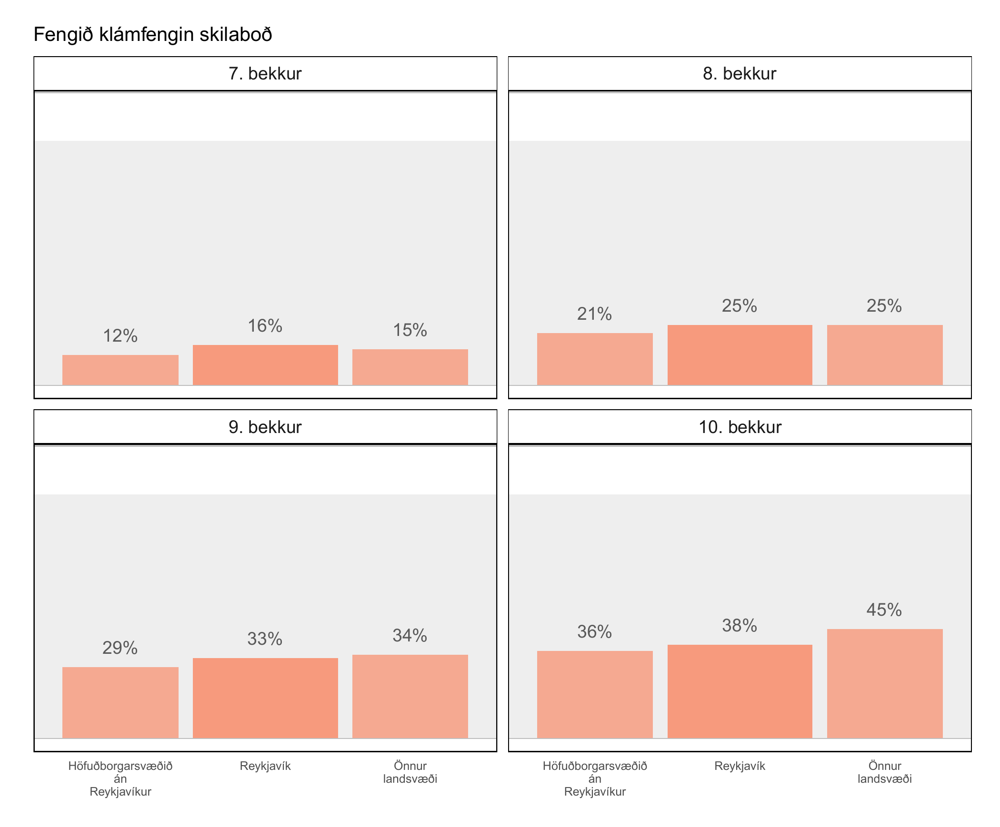 Fengið klámfengin skilaboð
7. bekkur
12%
16%
15%
8. bekkur
21%
25%
25%
9. bekkur
29%
33%
34%
10. bekkur
36%
38%
45%
Höfuðborgarsvæðið
án
Reykjavíkur
Reykjavík
Önnur
landsvæði
Höfuðborgarsvæðið
án
Reykjavíkur
Reykjavík
Önnur
landsvæði